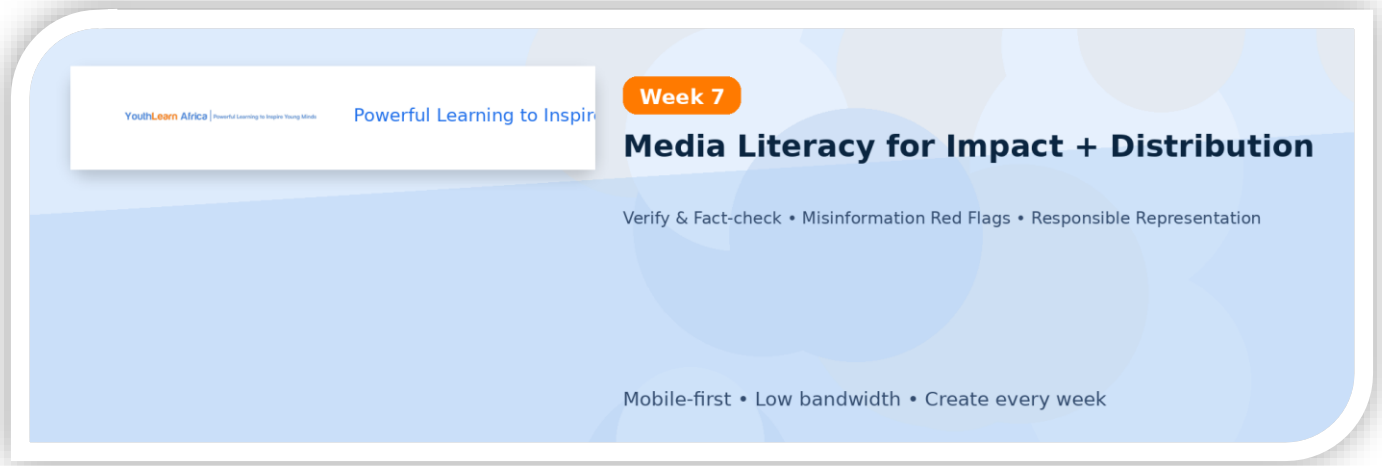 YouthLearn Africa | Powerful Learning to Inspire Young Minds
Powerful Learning to Inspir
Week 7
Media Literacy for Impact + Distribution
Verify & Fact-check • Misinformation Red Flags • Responsible Representation
Mobile-first • Low bandwidth • Create every week